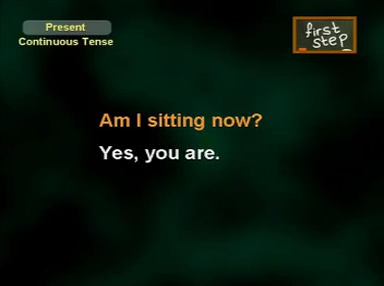 Present
Continuous Tense
first
step
Am I sitting now?
Yes, you are.